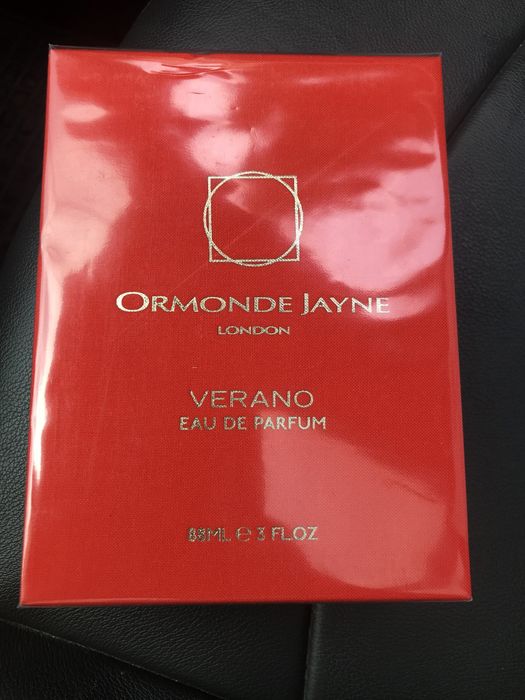 ORMONDE JAYNE
LONDON
VERANO
EAU DE PARFUM
88ML ℮ 3 FL.OZ